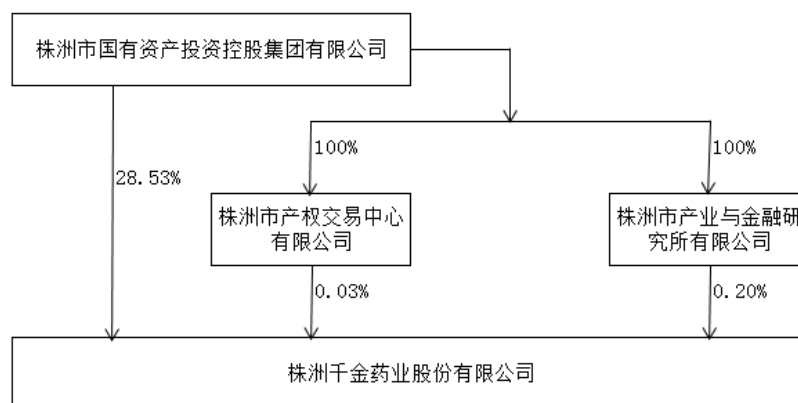 株洲市国有资产投资控股集团有限公司
100%
100%
28.53%
株洲市产权交易中心
有限公司
株洲市产业与金融研
究所有限公司
0.03%
0.20%
株洲千金药业股份有限公司